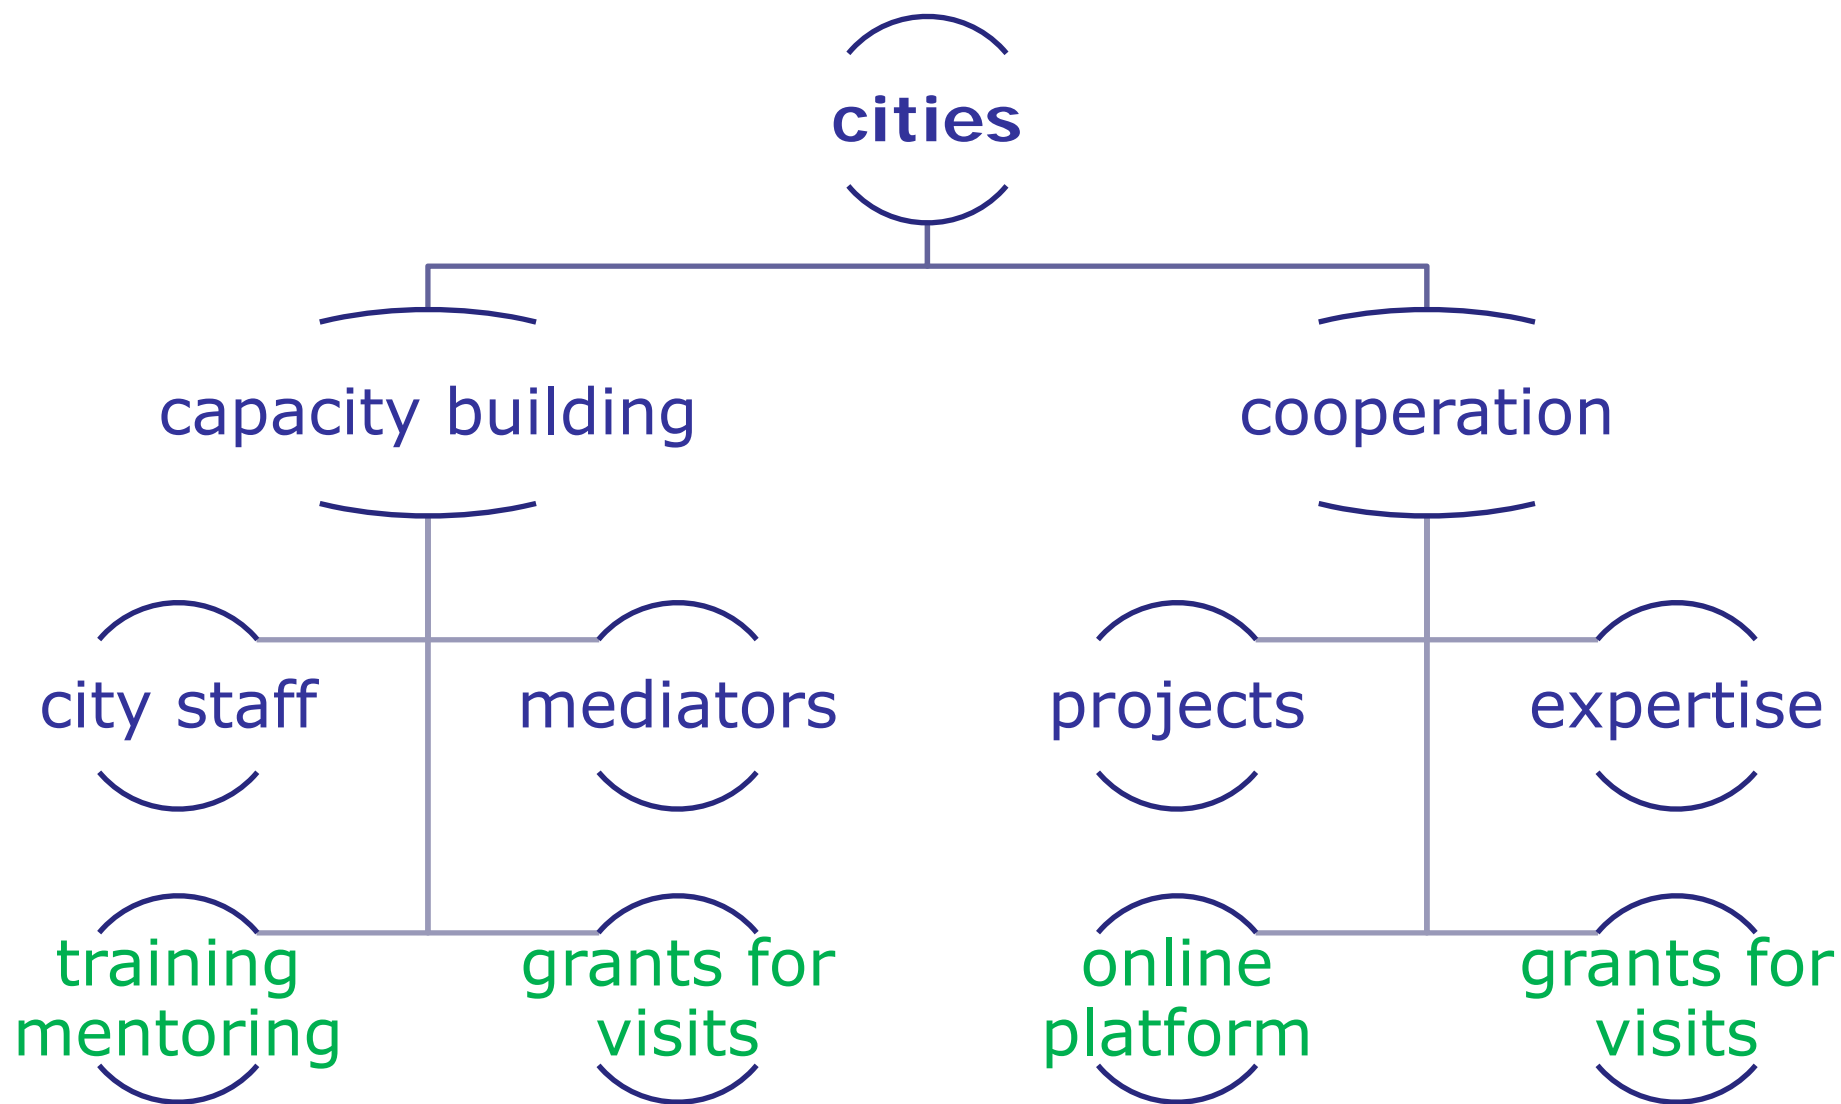 cities
capacity building
cooperation
city staff
mediators
projects
expertise
training
mentoring
grants for
visits
online
platform
grants for
visits